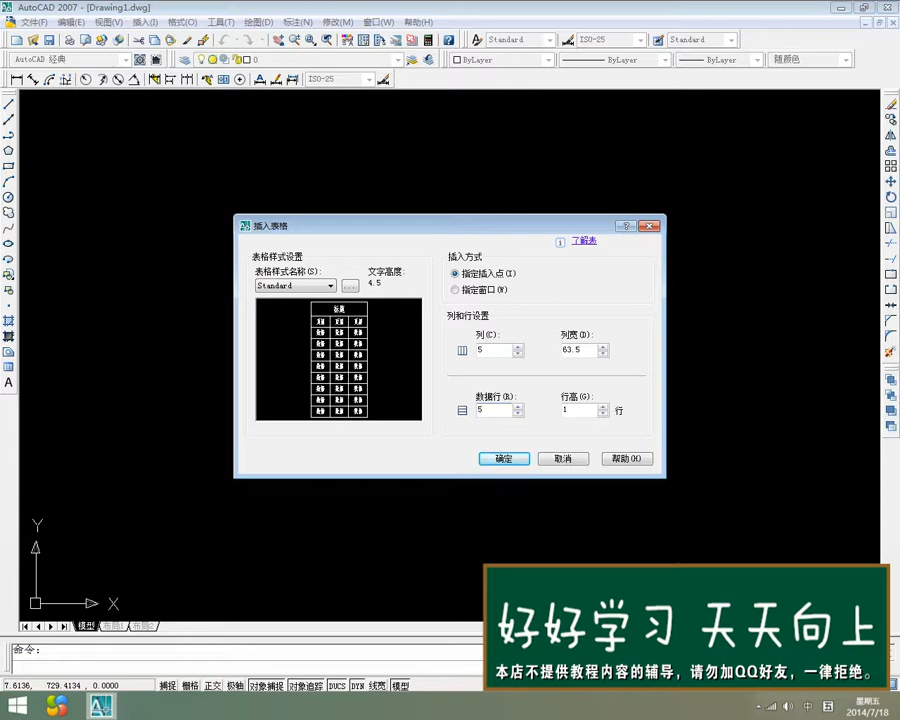 AutoCAD 2007 - [Drawing1.dwg]
文件(F) 编辑(E) 视图(V) 插入(I) 格式(O) 工具(T) 绘图(D) 标注(N) 修改(M) 窗口(W) 帮助(H)
Standard ISO-25 Standard
AutoCAD 经典 0 ByLayer ByLayer ByLayer 随颜色
ISO-25
插入表格
了解表
表格样式设置 插入方式
表格样式名称(S): 文字高度:
Standard ... 4.5
指定插入点(I)
指定窗口(W)
标题
列和行设置
列(C): 列宽(D):
5 63.5
数据行(R): 行高(G):
5 1 行
确定 取消 帮助(H)
Y
X
模型 布局1 布局2
命令:
好好学习 天天向上
本店不提供教程内容的辅导，请勿加QQ好友，一律拒绝。
7.6136, 729.4134, 0.0000 捕捉 栅格 正交 极轴 对象捕捉 对象追踪 DUCS DYN 线宽 模型
中 五 星期五
2014/7/18